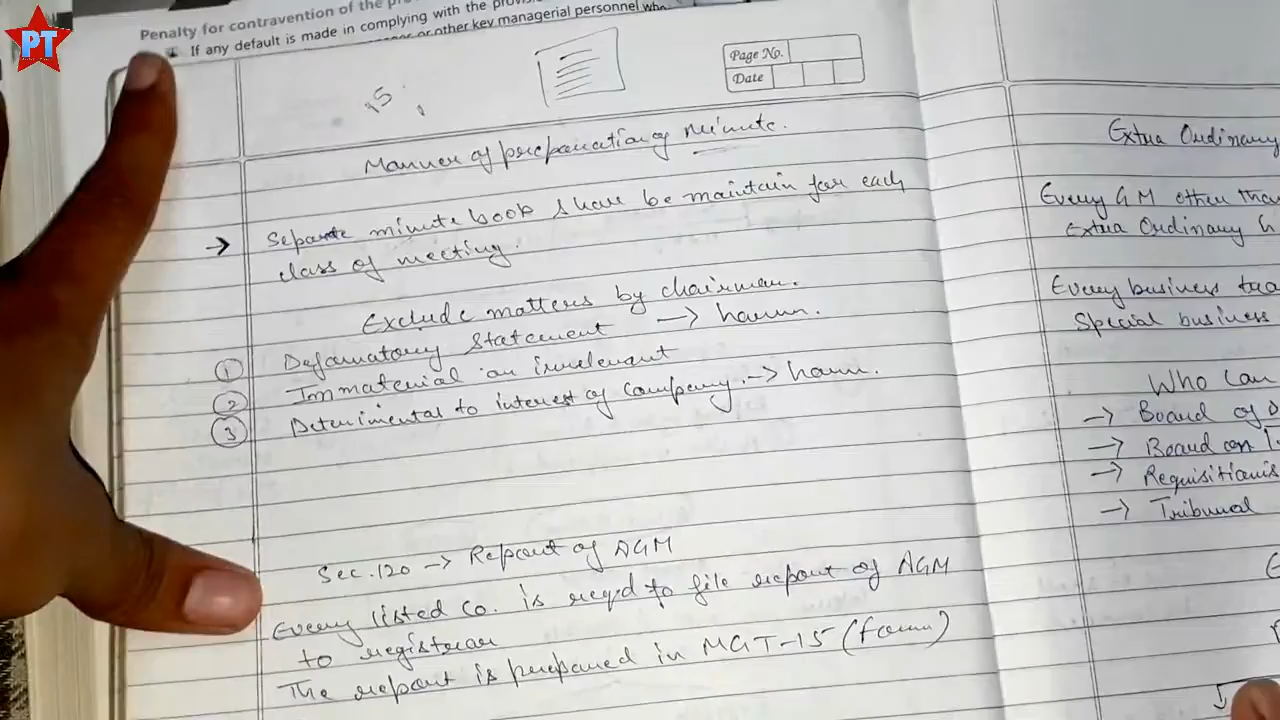 PT
Penalty for contravention of the
If any default is made in complying with the
or other key managerial personnel
15
Page No.
Date
Manner of preparation of Minute.
→ Separate minute book shall be maintain for each
class of meeting.
Exclude matters by chairman.
① Defamatory Statement → harm.
② Immaterial or irrelevant
③ Deterimental to interest of Company. → harm.
Sec. 120 → Report of AGM
Every listed Co. is reqd to file report of AGM
to registrar
The report is prepared in MGT-15 (form)
Extra Ordinary
Every GM other than
Extra Ordinary G
Every business tra
Special business
Who Can
→ Board of D
→ Board on
→ Requisitionis
→ Tribunal